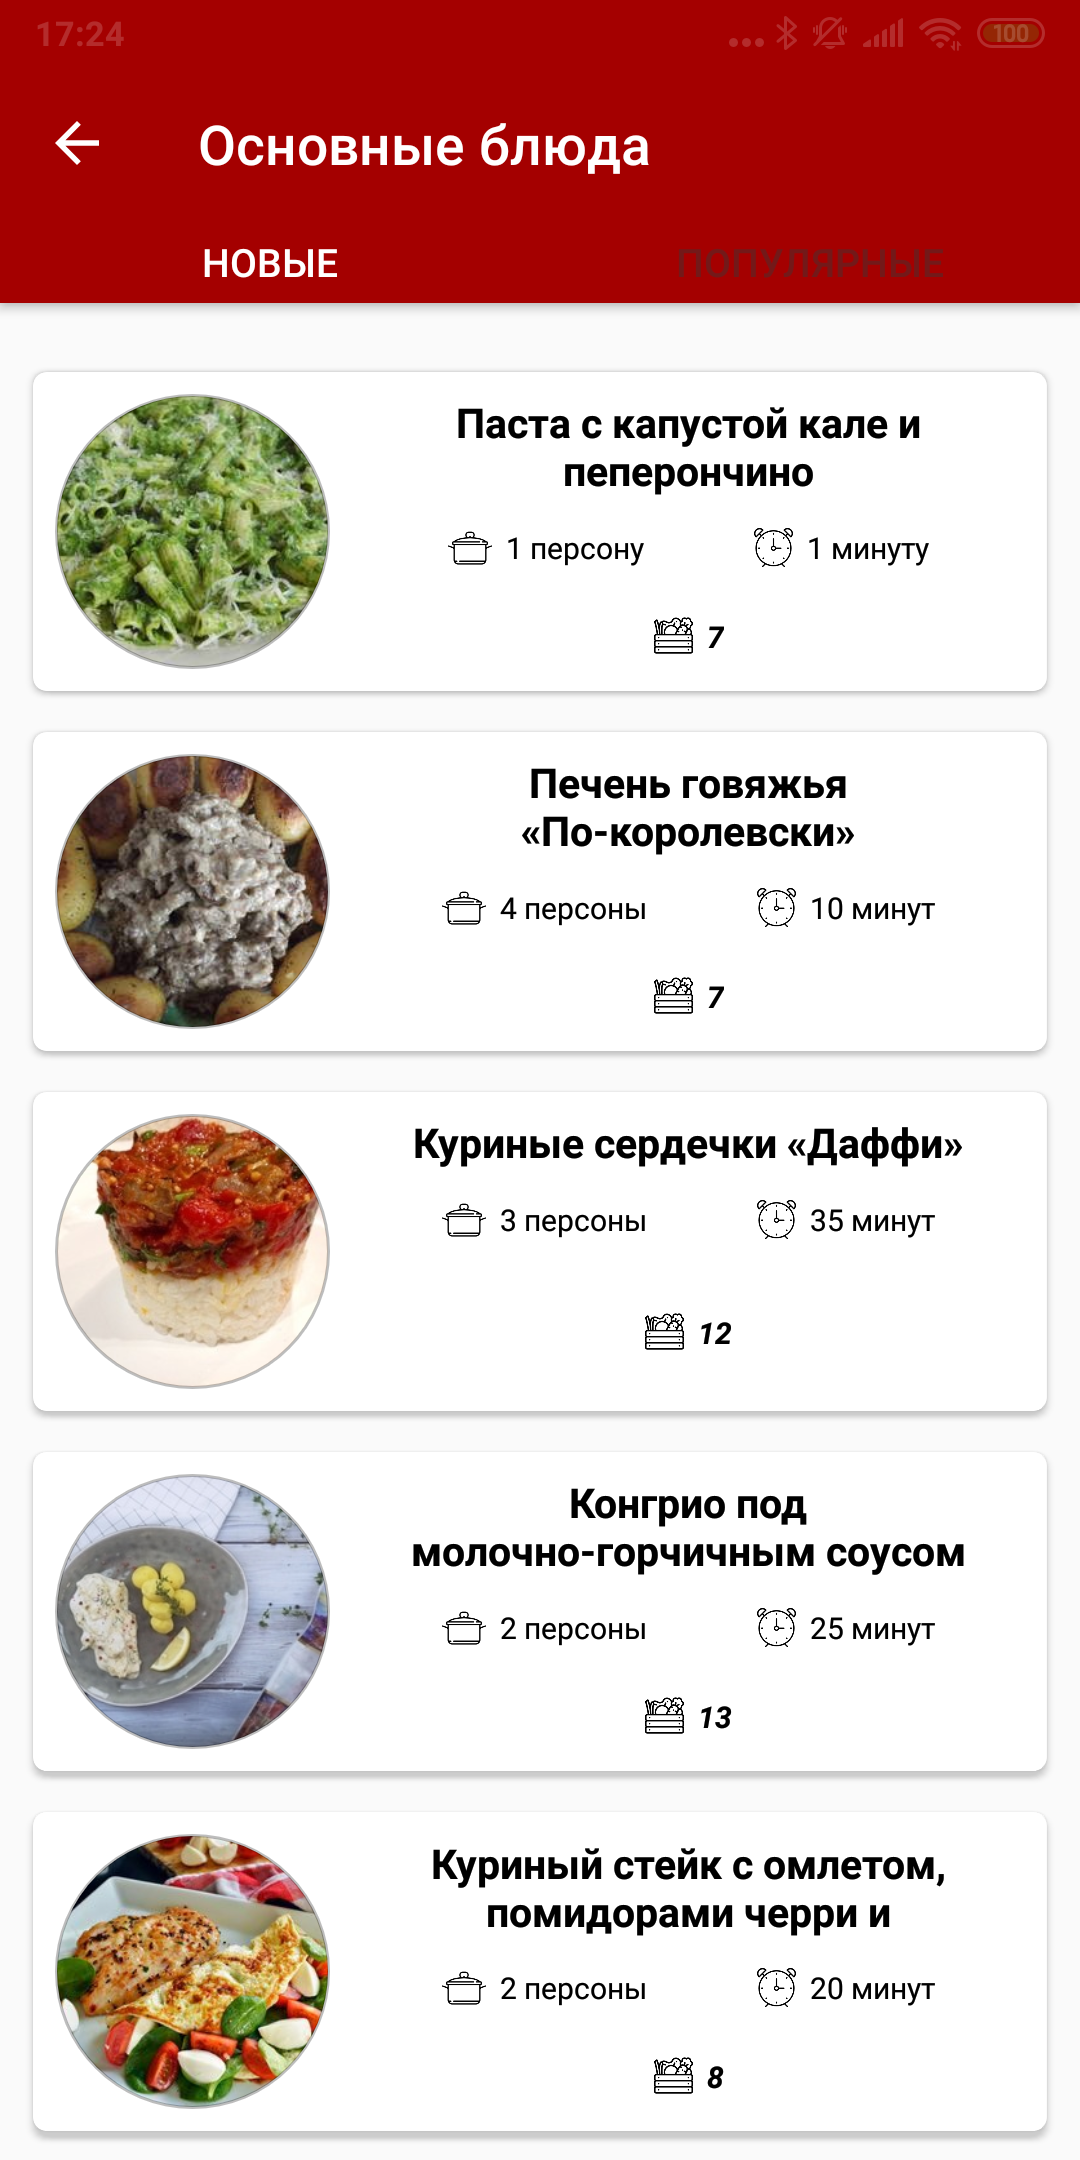 17:24
100
Основные блюда
НОВЫЕ
ПОПУЛЯРНЫЕ
Паста с капустой кале и
пеперончино
1 персону
1 минуту
7
Печень говяжья
«По-королевски»
4 персоны
10 минут
7
Куриные сердечки «Даффи»
3 персоны
35 минут
12
Конгрио под
молочно-горчичным соусом
2 персоны
25 минут
13
Куриный стейк с омлетом,
помидорами черри и
2 персоны
20 минут
8